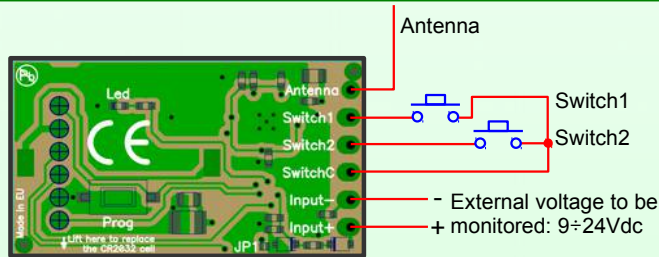 Antenna
Pb
Led
Antenna
Switch1
Switch1
Switch2
Switch2
SwitchC
Input-
- External voltage to be
Input+
+ monitored: 9÷24Vdc
CE
Made in EU
Prog
Lift here to replace
the CR2032 cell
JP1